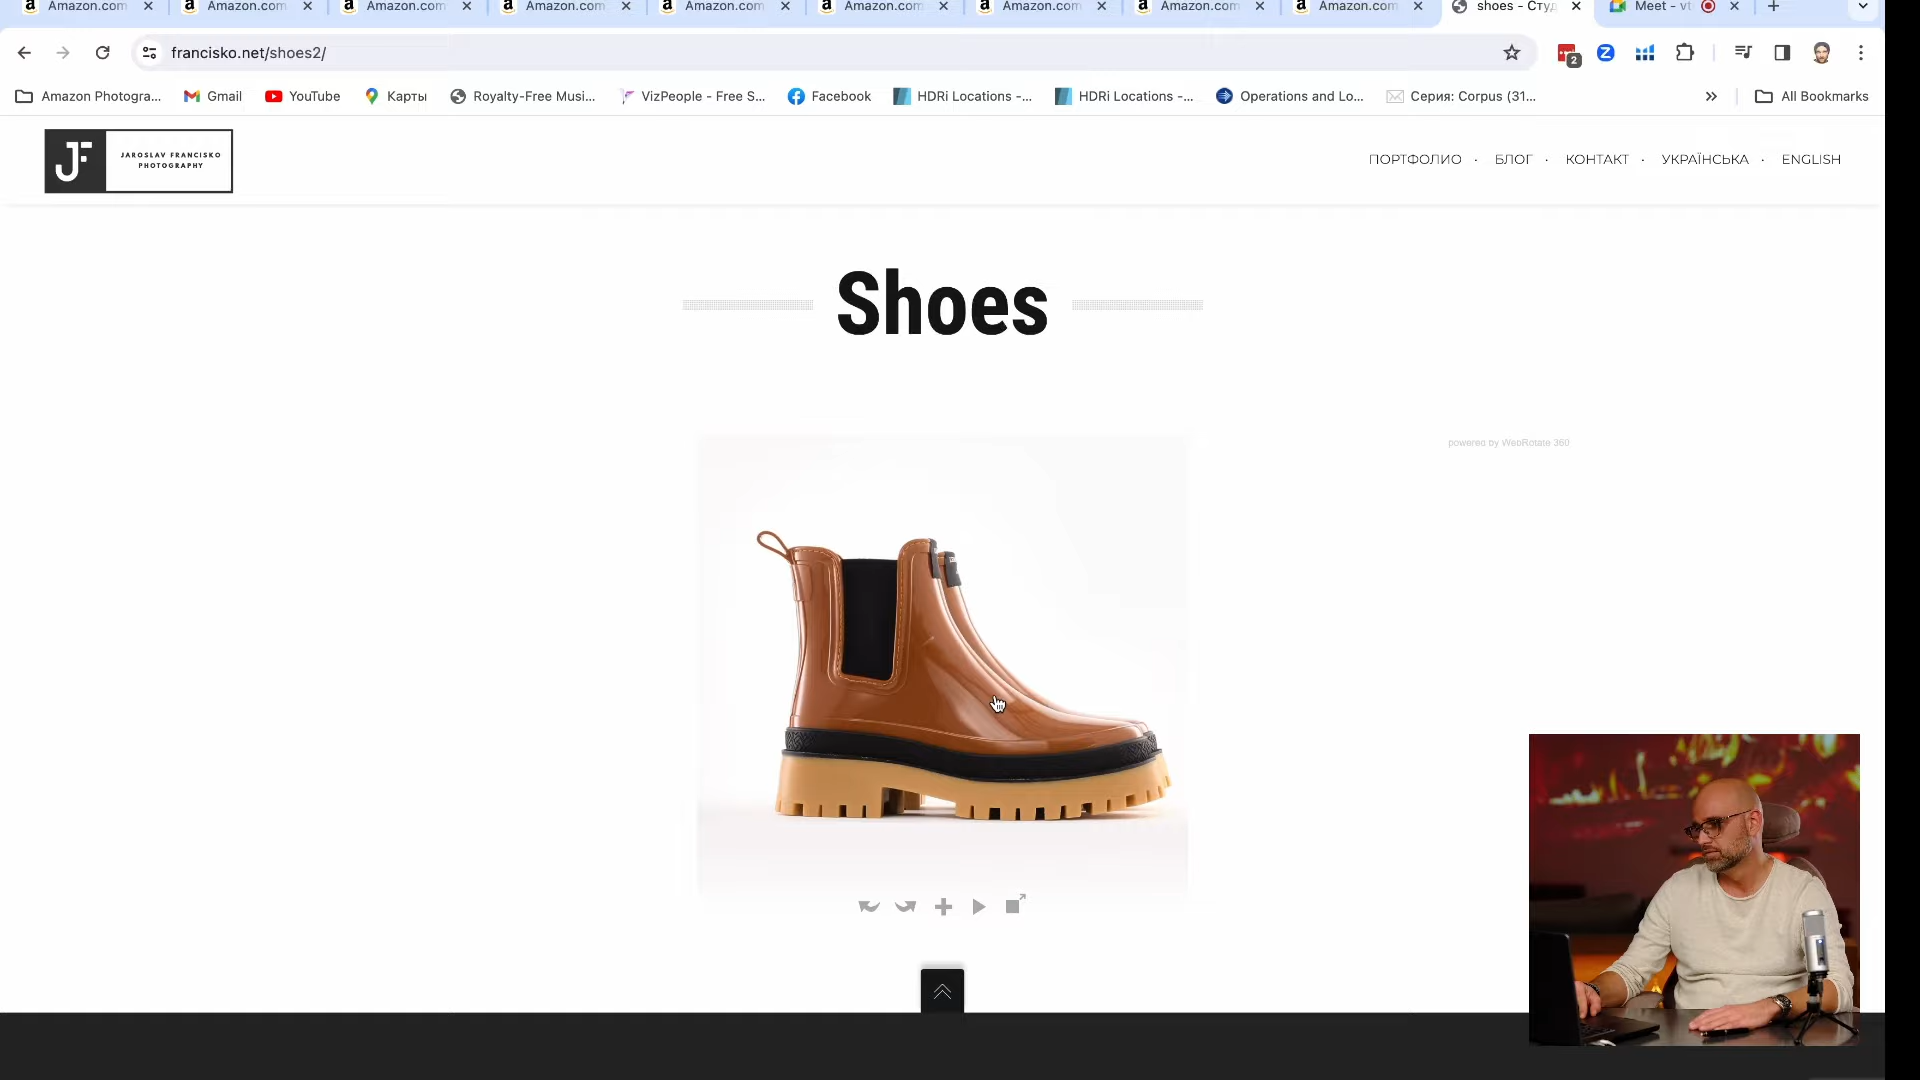 Amazon.com Amazon.com Amazon.com Amazon.com Amazon.com Amazon.com Amazon.com Amazon.com Amazon.com shoes - Сту Meet - vt
francisko.net/shoes2/
2
Amazon Photogra... Gmail YouTube Карты Royalty-Free Musi... VizPeople - Free S... Facebook HDRi Locations -... HDRi Locations -... Operations and Lo... Серия: Corpus (31... All Bookmarks
JF
JAROSLAV FRANCISKO
PHOTOGRAPHY
ПОРТФОЛИО · БЛОГ · КОНТАКТ · УКРАЇНСЬКА · ENGLISH
Shoes
powered by WebRotate 360